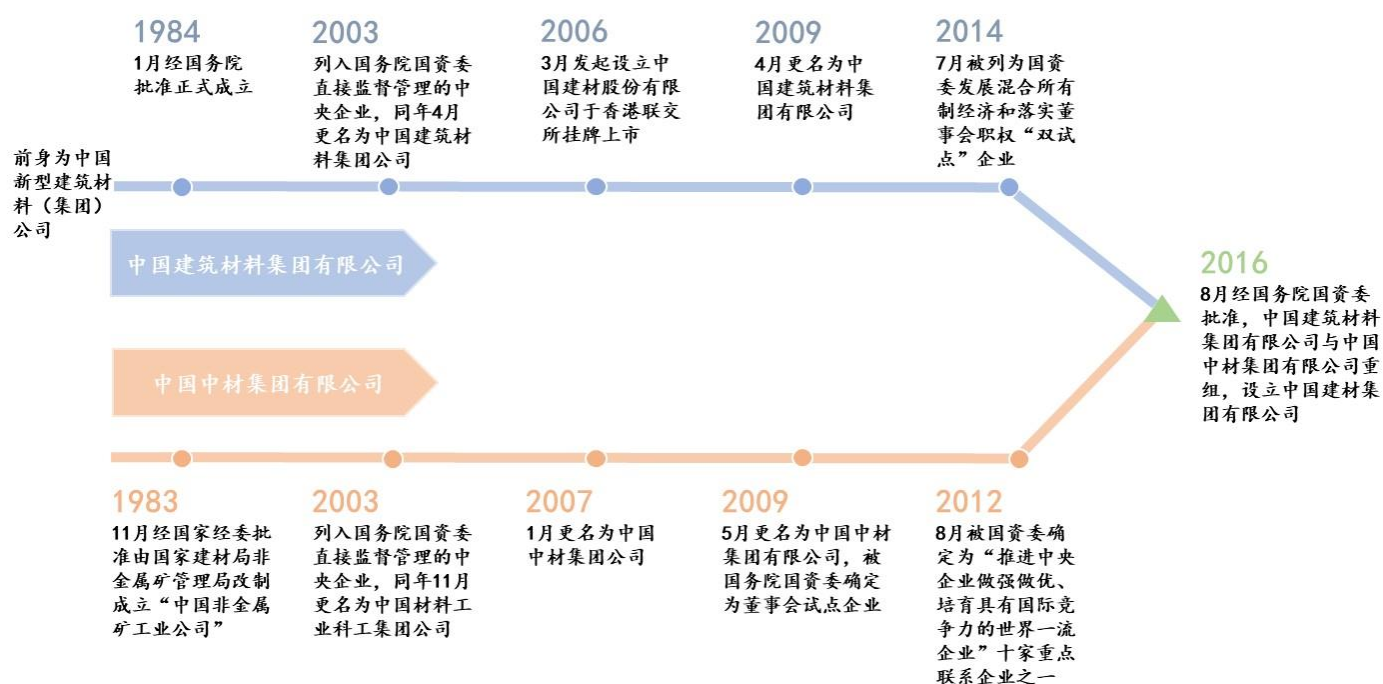 1984
1月经国务院
批准正式成立
2003
列入国务院国资委
直接监督管理的中
央企业，同年4月
更名为中国建筑材
料集团公司
2006
3月发起设立中
国建材股份有限
公司于香港联交
所挂牌上市
2009
4月更名为中
国建筑材料集
团有限公司
2014
7月被列为国资
委发展混合所有
制经济和落实董
事会职权“双试
点”企业
前身为中国
新型建筑材
料（集团）
公司
中国建筑材料集团有限公司
中国中材集团有限公司
2016
8月经国务院国资委
批准，中国建筑材料
集团有限公司与中国
中材集团有限公司重
组，设立中国建材集
团有限公司
1983
11月经国家经委批
准由国家建材局非
金属矿管理局改制
成立“中国非金属
矿工业公司”
2003
列入国务院国资委
直接监督管理的中
央企业，同年11月
更名为中国材料工
业科工集团公司
2007
1月更名为中国
中材集团公司
2009
5月更名为中国中材
集团有限公司，被
国务院国资委确定
为董事会试点企业
2012
8月被国资委确
定为“推进中央
企业做强做优、
培育具有国际竞
争力的世界一流
企业”十家重点
联系企业之一